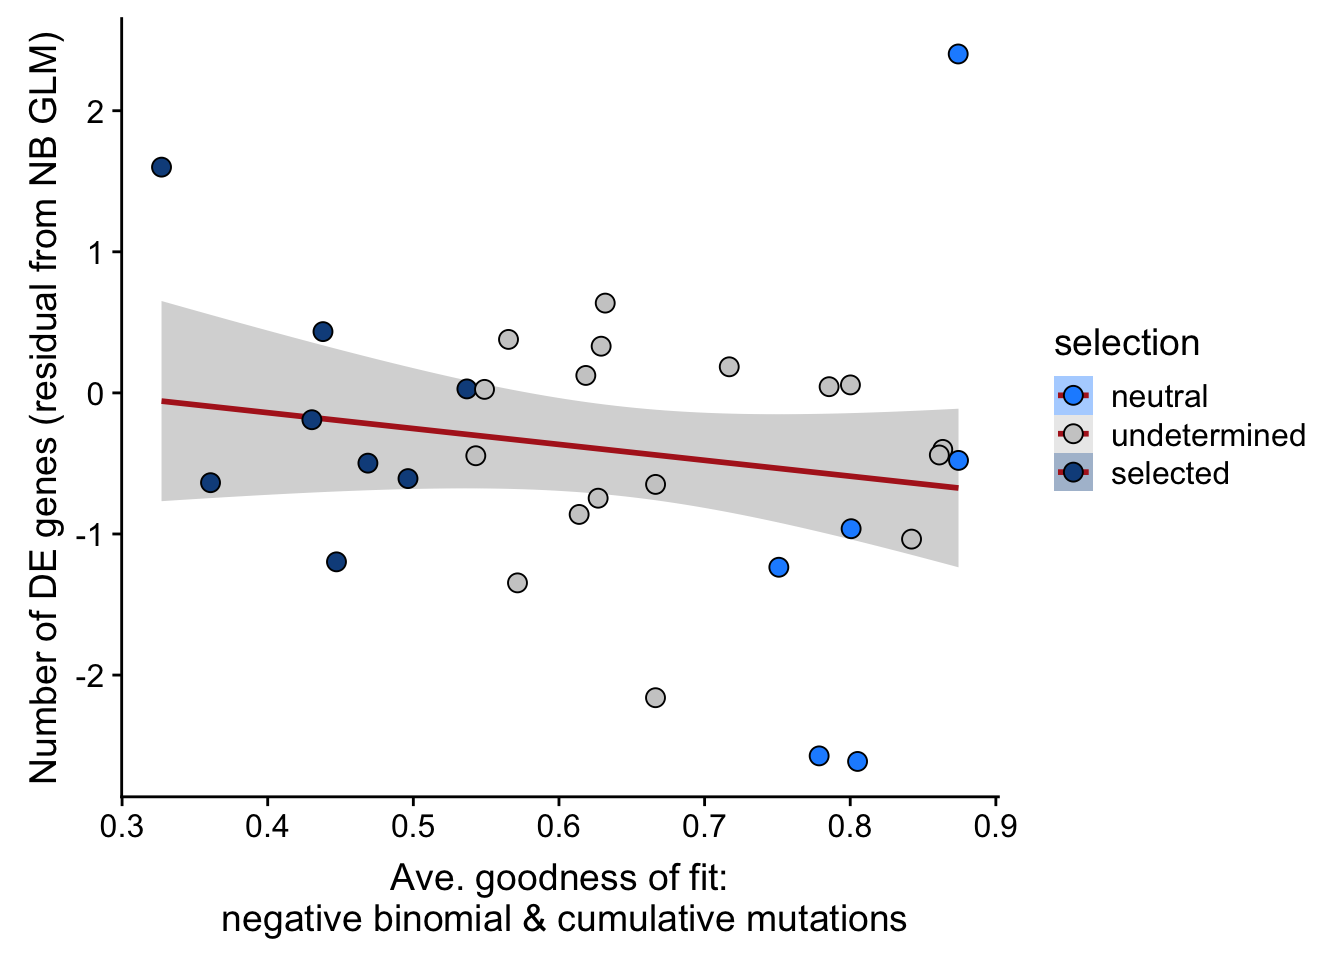 Number of DE genes (residual from NB GLM)
2
1
0
-1
-2
0.3 0.4 0.5 0.6 0.7 0.8 0.9
Ave. goodness of fit:
negative binomial & cumulative mutations
selection
neutral
undetermined
selected